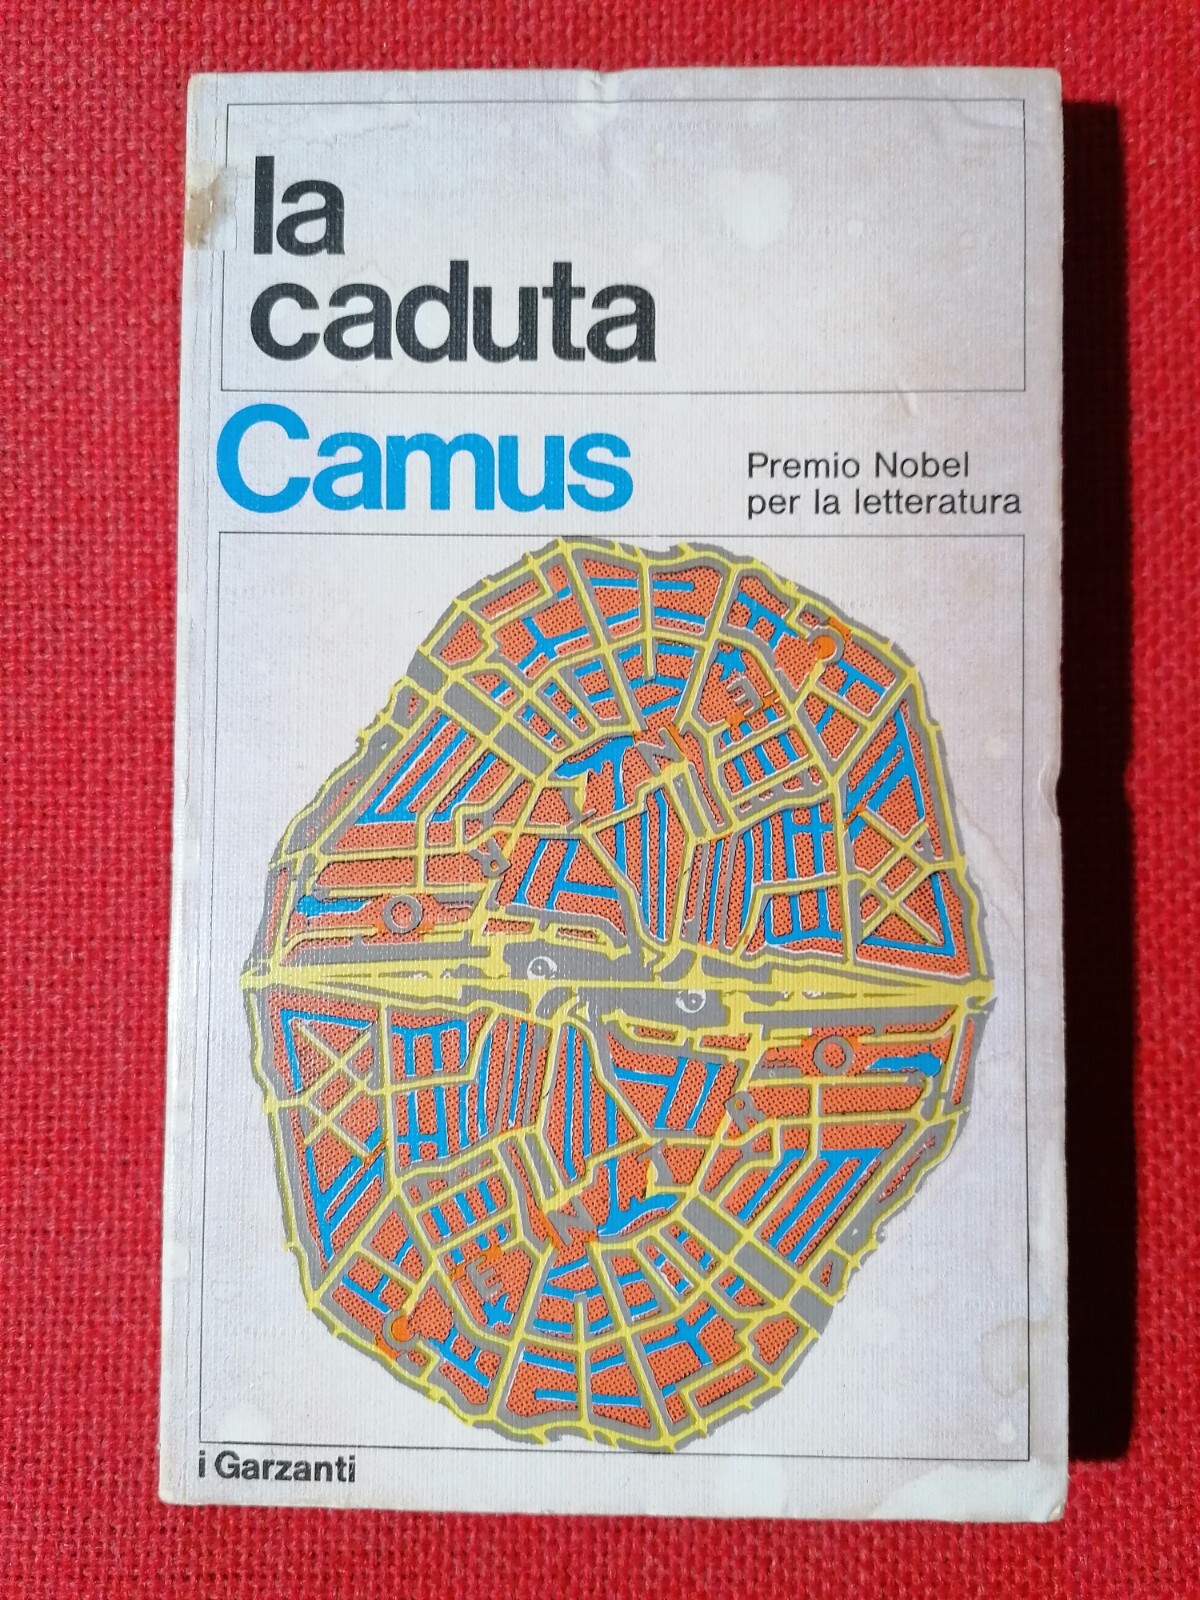 la
caduta
Camus
Premio Nobel
per la letteratura
i Garzanti